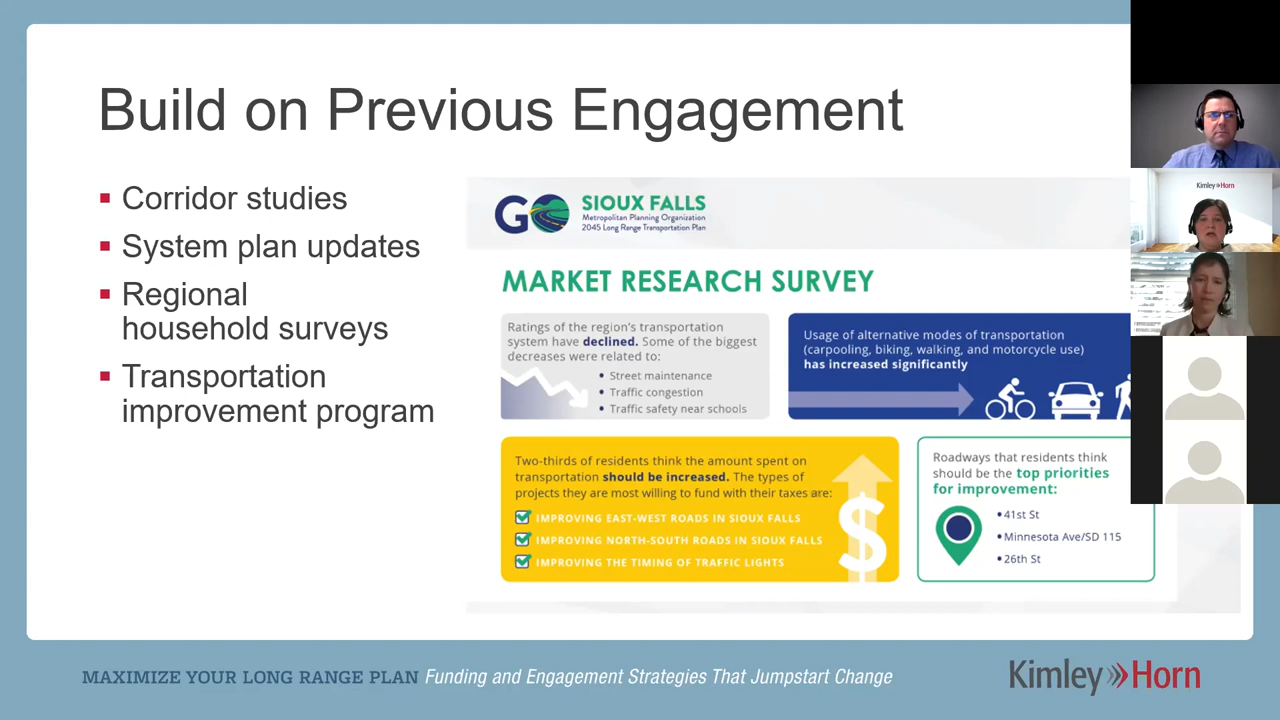 Build on Previous Engagement
Corridor studies
System plan updates
Regional
household surveys
Transportation
improvement program
GO
SIOUX FALLS
Metropolitan Planning Organization
2045 Long Range Transportation Plan
MARKET RESEARCH SURVEY
Ratings of the region's transportation
system have declined. Some of the biggest
decreases were related to:
• Street maintenance
• Traffic congestion
• Traffic safety near schools
Usage of alternative modes of transportation
(carpooling, biking, walking, and motorcycle use)
has increased significantly
Two-thirds of residents think the amount spent on
transportation should be increased. The types of
projects they are most willing to fund with their taxes are:
IMPROVING EAST-WEST ROADS IN SIOUX FALLS
IMPROVING NORTH-SOUTH ROADS IN SIOUX FALLS
IMPROVING THE TIMING OF TRAFFIC LIGHTS
$
Roadways that residents think
should be the top priorities
for improvement:
• 41st St
• Minnesota Ave/SD 115
• 26th St
Kimley»Horn
MAXIMIZE YOUR LONG RANGE PLAN Funding and Engagement Strategies That Jumpstart Change
Kimley»Horn